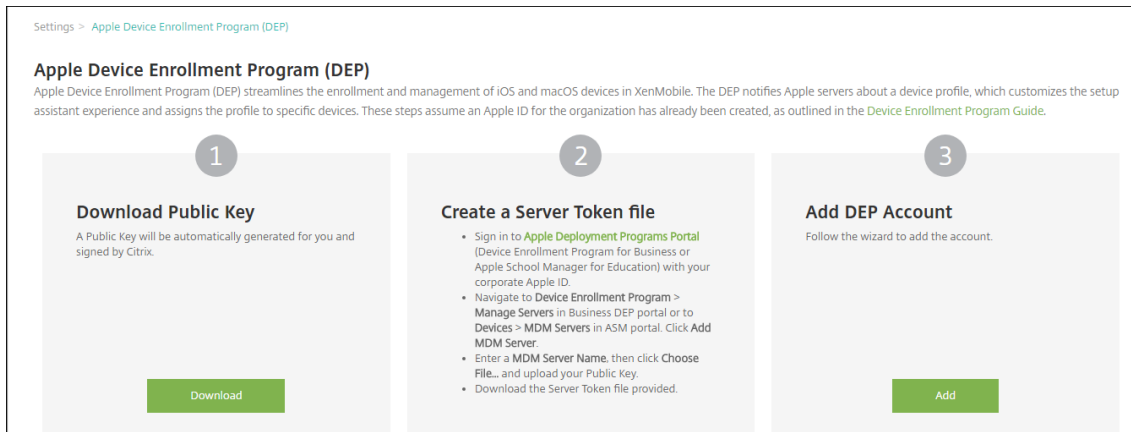 Settings > Apple Device Enrollment Program (DEP)
Apple Device Enrollment Program (DEP)
Apple Device Enrollment Program (DEP) streamlines the enrollment and management of iOS and macOS devices in XenMobile. The DEP notifies Apple servers about a device profile, which customizes the setup
assistant experience and assigns the profile to specific devices. These steps assume an Apple ID for the organization has already been created, as outlined in the Device Enrollment Program Guide.
1
Download Public Key
A Public Key will be automatically generated for you and
signed by Citrix.
Download
2
Create a Server Token file
• Sign in to Apple Deployment Programs Portal
(Device Enrollment Program for Business or
Apple School Manager for Education) with your
corporate Apple ID.
• Navigate to Device Enrollment Program >
Manage Servers in Business DEP portal or to
Devices > MDM Servers in ASM portal. Click Add
MDM Server.
• Enter a MDM Server Name, then click Choose
File... and upload your Public Key.
• Download the Server Token file provided.
3
Add DEP Account
Follow the wizard to add the account.
Add